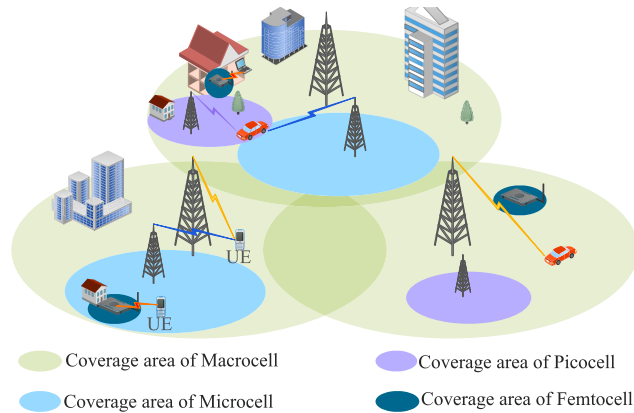 UE
UE
Coverage area of Macrocell
Coverage area of Picocell
Coverage area of Microcell
Coverage area of Femtocell